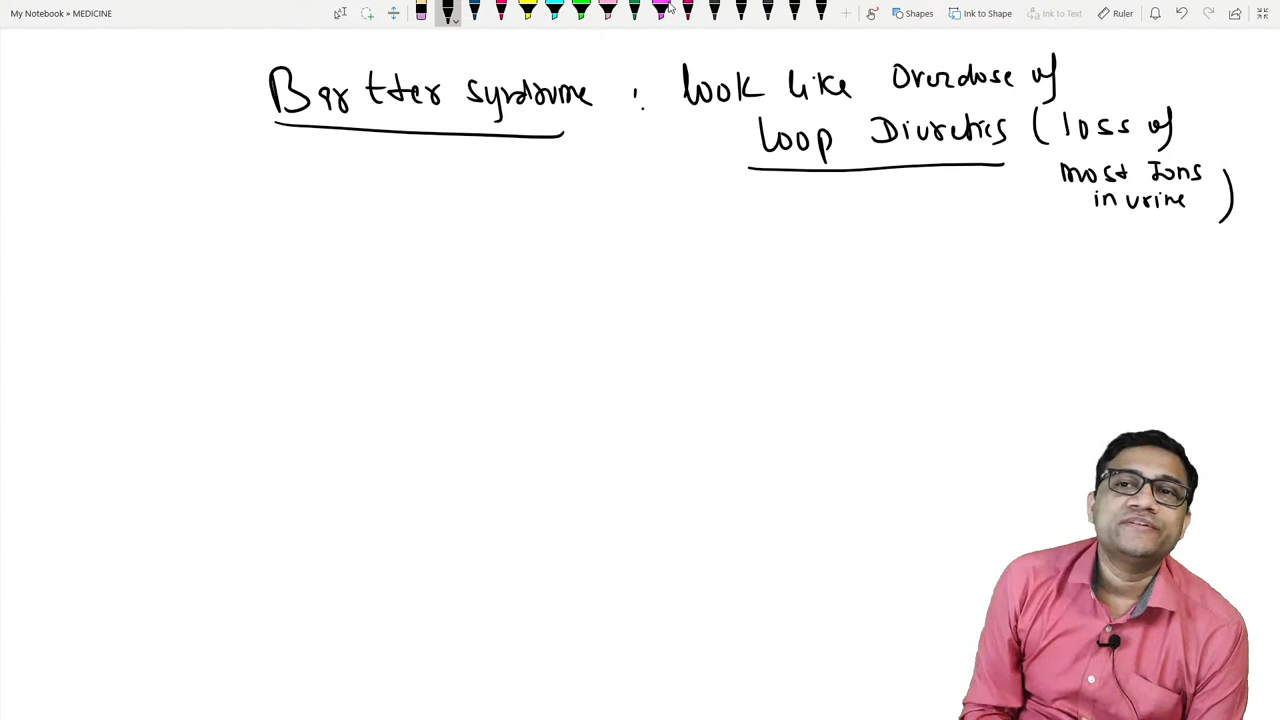 My Notebook » MEDICINE
Shapes
Ink to Shape
Ink to Text
Ruler
Bartter syndrome : look like Overdose of
loop Diuretics ( loss of
most Ions
in urine )